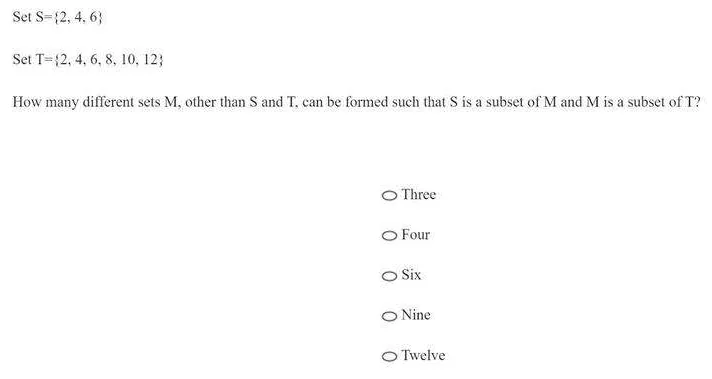 Set S={2, 4, 6}
Set T={2, 4, 6, 8, 10, 12}
How many different sets M, other than S and T, can be formed such that S is a subset of M and M is a subset of T?
Three
Four
Six
Nine
Twelve